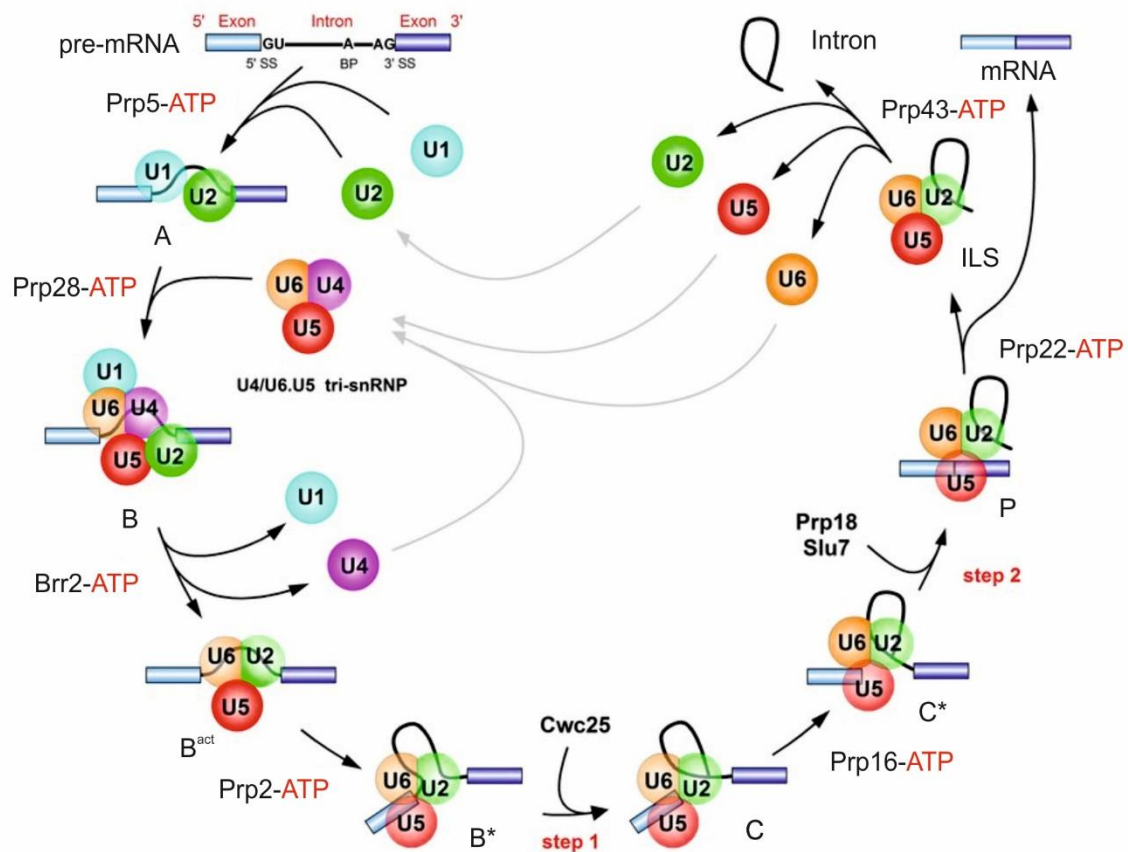 5' Exon Intron Exon 3'
pre-mRNA
GU A AG
5' SS BP 3' SS
Prp5-ATP
U1
U2
U1
U2
A
Prp28-ATP
U6 U4
U5
U4/U6.U5 tri-snRNP
U1
U6 U4
U5 U2
B
Brr2-ATP
U1
U4
U6 U2
U5
Bact
Prp2-ATP
U6 U2
U5
B*
Cwc25
step 1
U6 U2
U5
C
Prp16-ATP
U6 U2
U5
C*
Prp18
Slu7
step 2
U6 U2
U5
P
Prp22-ATP
U6 U2
U5
ILS
Prp43-ATP
U2
U5
U6
Intron
mRNA